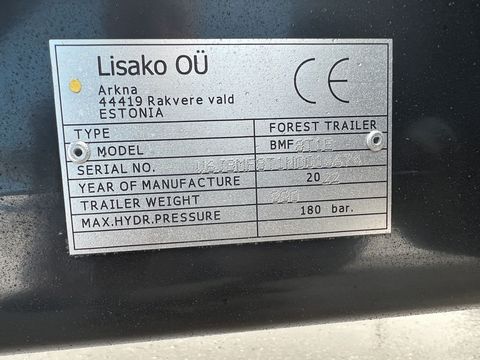 Lisako OÜ
CE
Arkna
44419 Rakvere vald
ESTONIA
TYPE FOREST TRAILER
MODEL BMF
SERIAL NO.
YEAR OF MANUFACTURE 2022
TRAILER WEIGHT
MAX.HYDR.PRESSURE 180 bar.